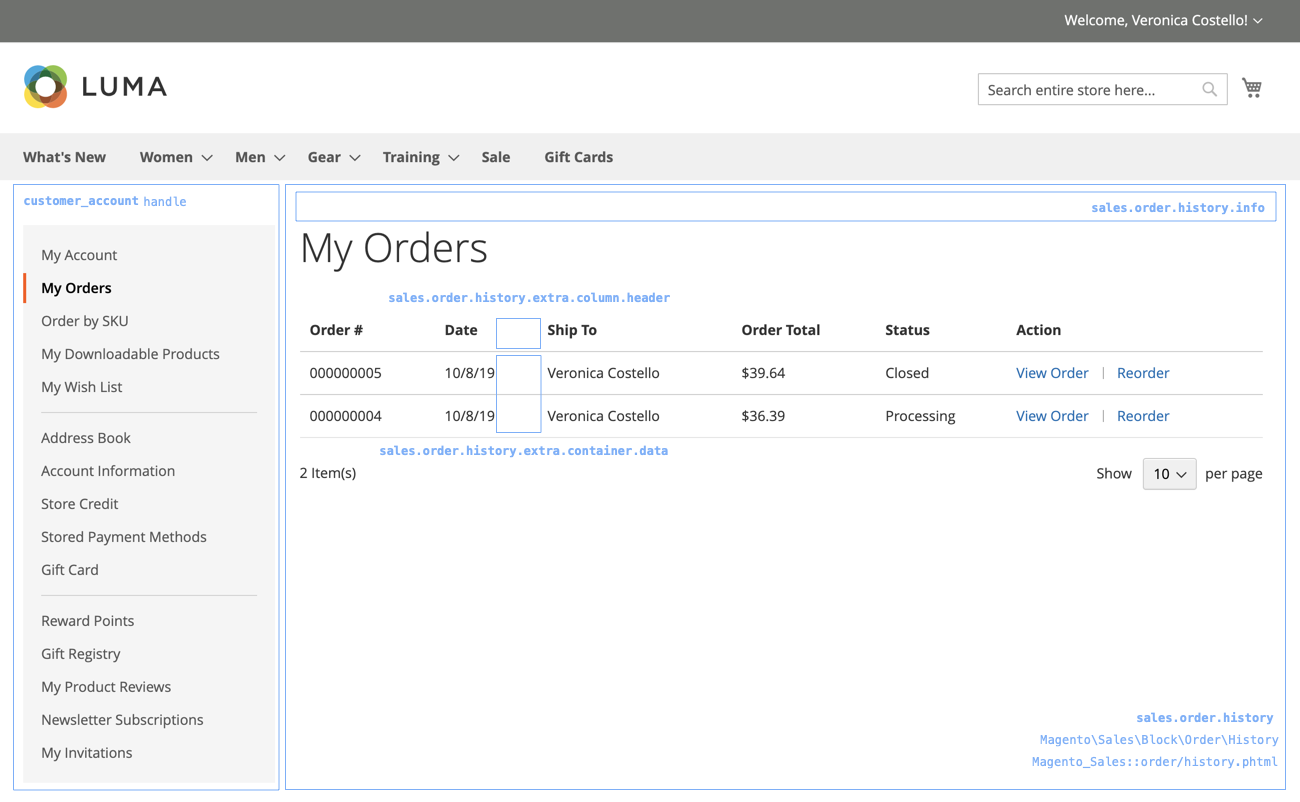 Welcome, Veronica Costello!
LUMA
Search entire store here...
What's New Women Men Gear Training Sale Gift Cards
customer_account handle
My Account
My Orders
Order by SKU
My Downloadable Products
My Wish List
Address Book
Account Information
Store Credit
Stored Payment Methods
Gift Card
Reward Points
Gift Registry
My Product Reviews
Newsletter Subscriptions
My Invitations
sales.order.history.info
My Orders
sales.order.history.extra.column.header
Order # Date Ship To Order Total Status Action
000000005 10/8/19 Veronica Costello $39.64 Closed View Order | Reorder
000000004 10/8/19 Veronica Costello $36.39 Processing View Order | Reorder
sales.order.history.extra.container.data
2 Item(s) Show 10 per page
sales.order.history
Magento\Sales\Block\Order\History
Magento_Sales::order/history.phtml